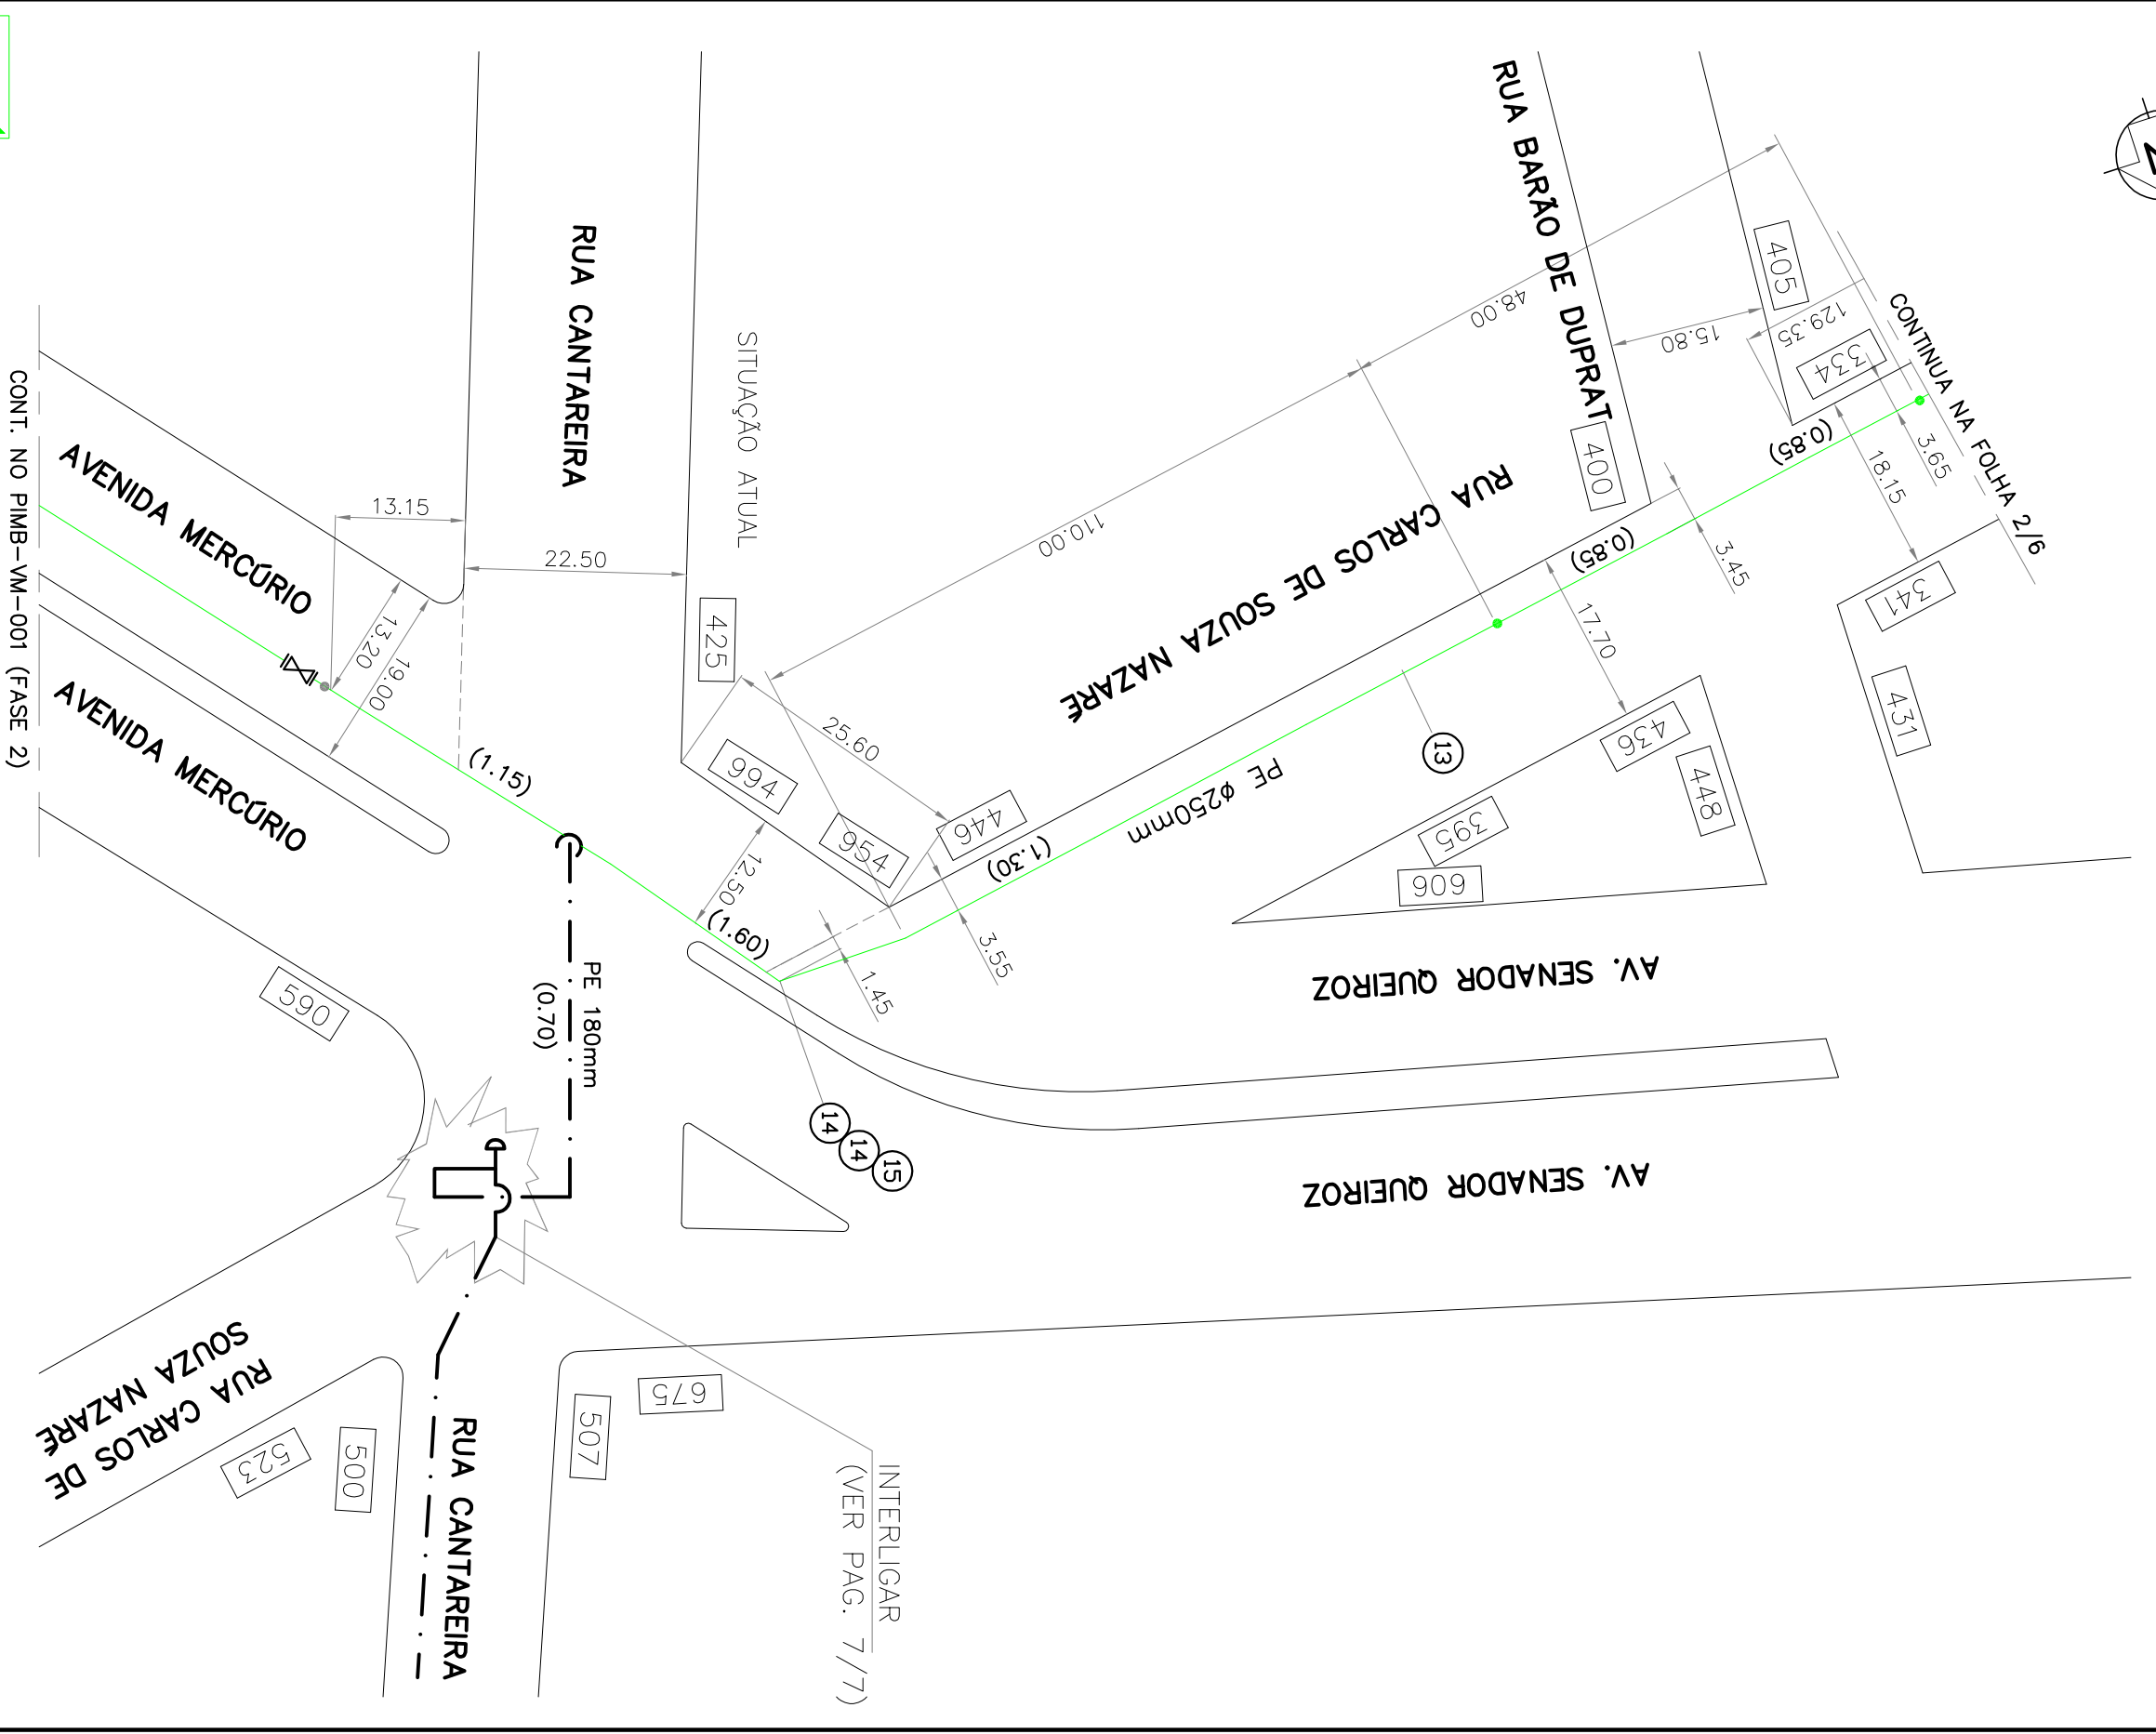 RUA CANTAREIRA
SITUAÇÃO ATUAL
RUA BARÃO DE DUPRAT
405
129.35
334
CONTINUA NA FOLHA 2/6
48.00
15.80
(0.85)
3.65
18.15
400
(0.85)
3.45
341
431
RUA CARLOS DE SOUZA NAZARÉ
110.00
17.70
436
448
13
395
606
PE ø250mm
(1.30)
446
AVENIDA MERCÚRIO
13.15
22.50
13.20
19.00
425
25.60
994
954
12.50
(1.15)
(1.60)
3.55
1.45
AVENIDA MERCÚRIO
CONT. NO PIMB-VM-001 (FASE 2)
PE 180mm
(0.70)
590
AV. SENADOR QUEIROZ
14
14
15
AV. SENADOR QUEIROZ
RUA CARLOS DE
SOUZA NAZARÉ
523
500
RUA CANTAREIRA
507
675
INTERLIGAR
(VER PAG. 7/7)